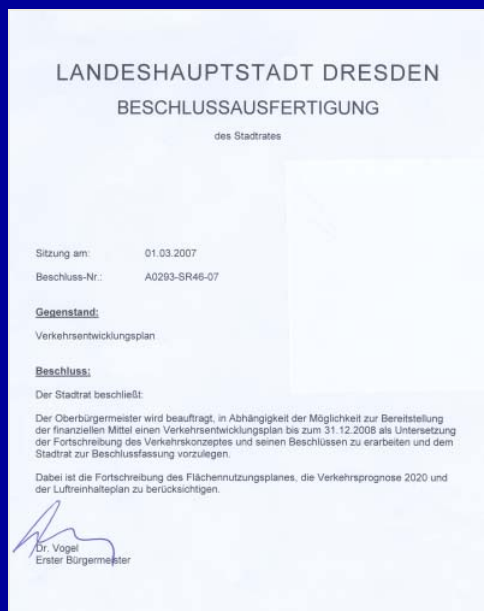 LANDESHAUPTSTADT DRESDEN
BESCHLUSSAUSFERTIGUNG
des Stadtrates
Sitzung am: 01.03.2007
Beschluss-Nr.: A0293-SR46-07
Gegenstand:
Verkehrsentwicklungsplan
Beschluss:
Der Stadtrat beschließt:
Der Oberbürgermeister wird beauftragt, in Abhängigkeit der Möglichkeit zur Bereitstellung
der finanziellen Mittel einen Verkehrsentwicklungsplan bis zum 31.12.2008 als Untersetzung
der Fortschreibung des Verkehrskonzeptes und seinen Beschlüssen zu erarbeiten und dem
Stadtrat zur Beschlussfassung vorzulegen.
Dabei ist die Fortschreibung des Flächennutzungsplanes, die Verkehrsprognose 2020 und
der Luftreinhalteplan zu berücksichtigen.
Dr. Vogel
Erster Bürgermeister